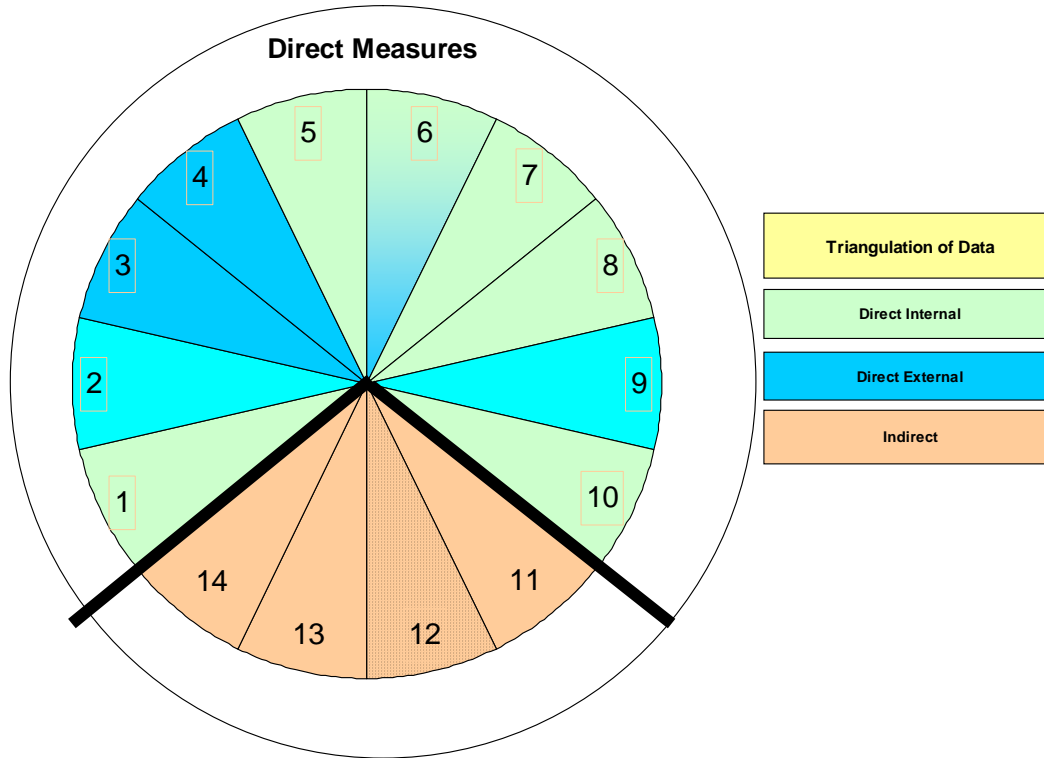 Direct Measures
5
6
4
7
3
8
2
9
1
10
14
11
13
12
Triangulation of Data
Direct Internal
Direct External
Indirect